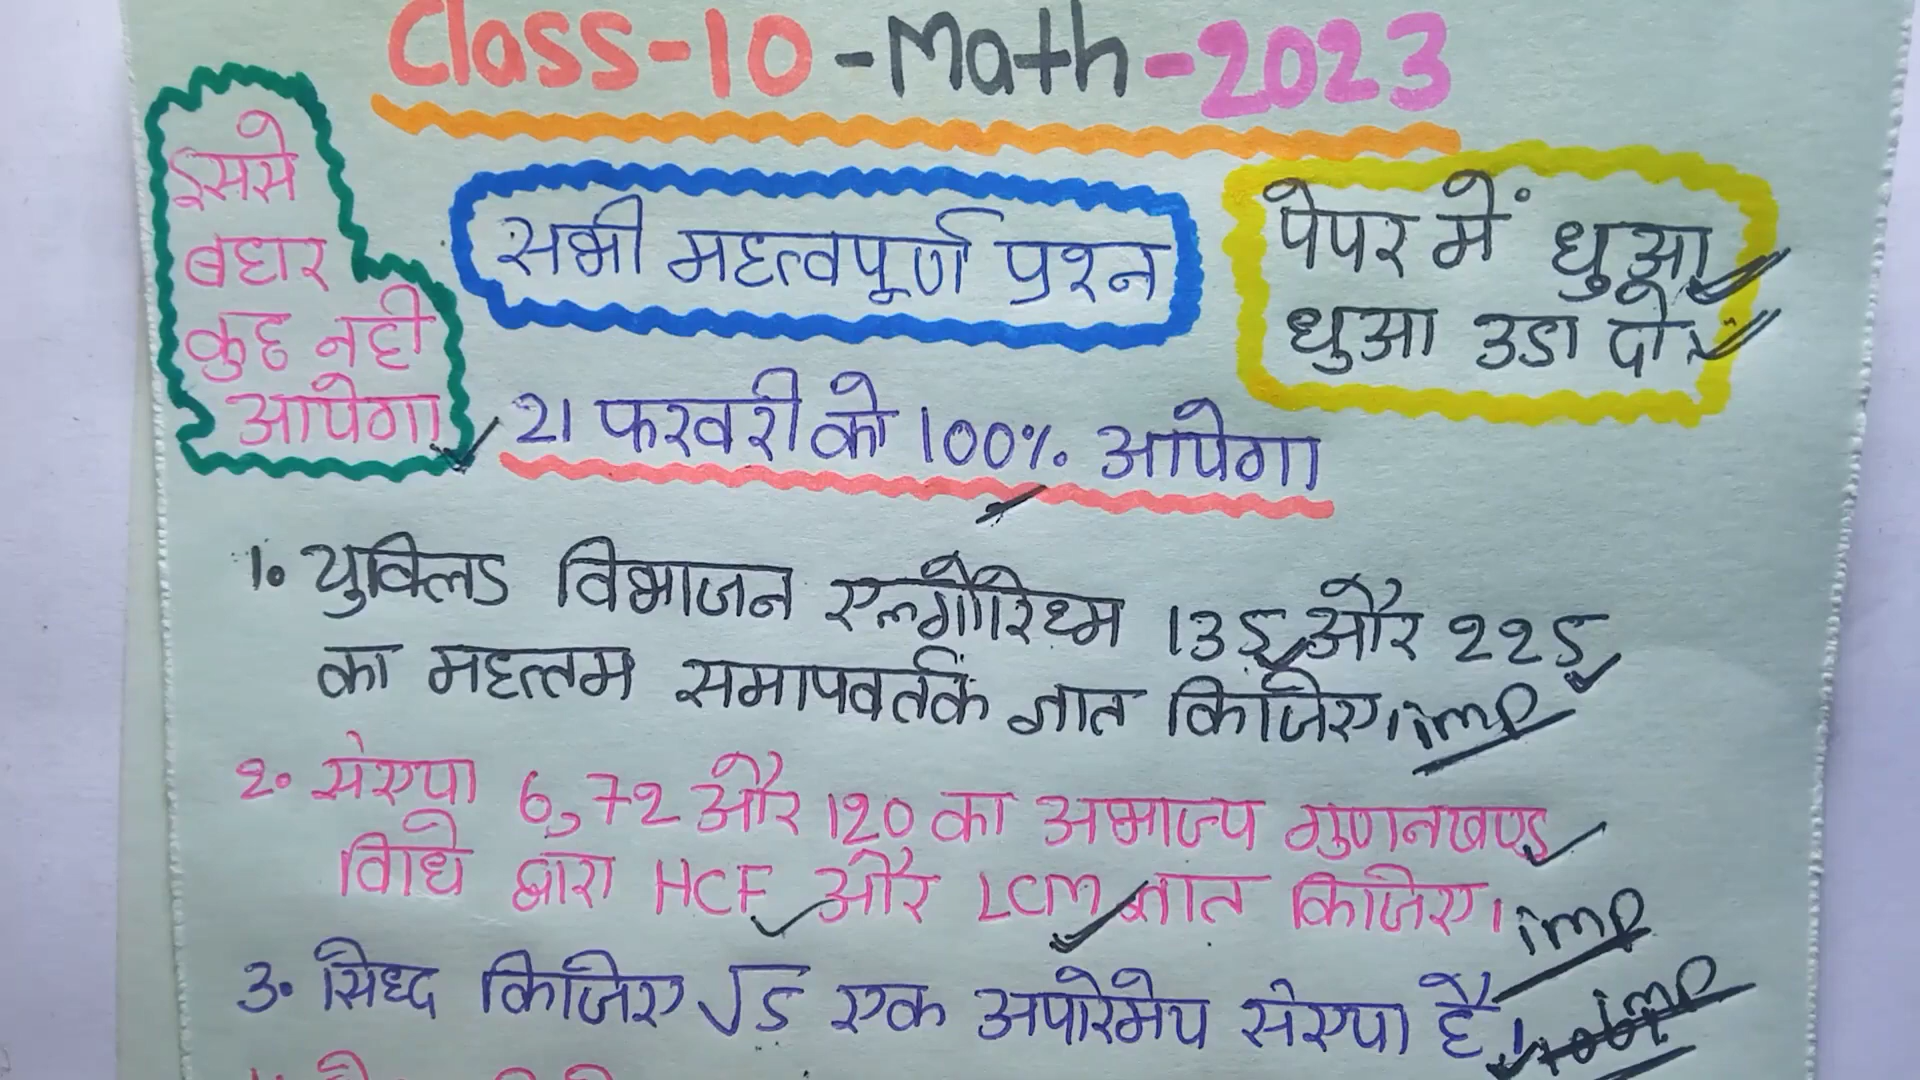 Class-10-Math-2023
इससे
बहार
कुछ नही
आयेगा
सभी महत्वपूर्ण प्रश्न
पेपर में धुआ
धुआ उडा दो
21 फरवरी को 100% आयेगा
1. युक्लिड विभाजन एल्गोरिथ्म 135 और 225
का महत्तम समापवर्तक ज्ञात किजिए। imp
2. संख्या 6,72 और 120 का अभाज्य गुणनखण्ड
विधि द्वारा HCF और LCM ज्ञात किजिए। imp
3. सिध्द किजिए √5 एक अपरिमेय संख्या है। imp